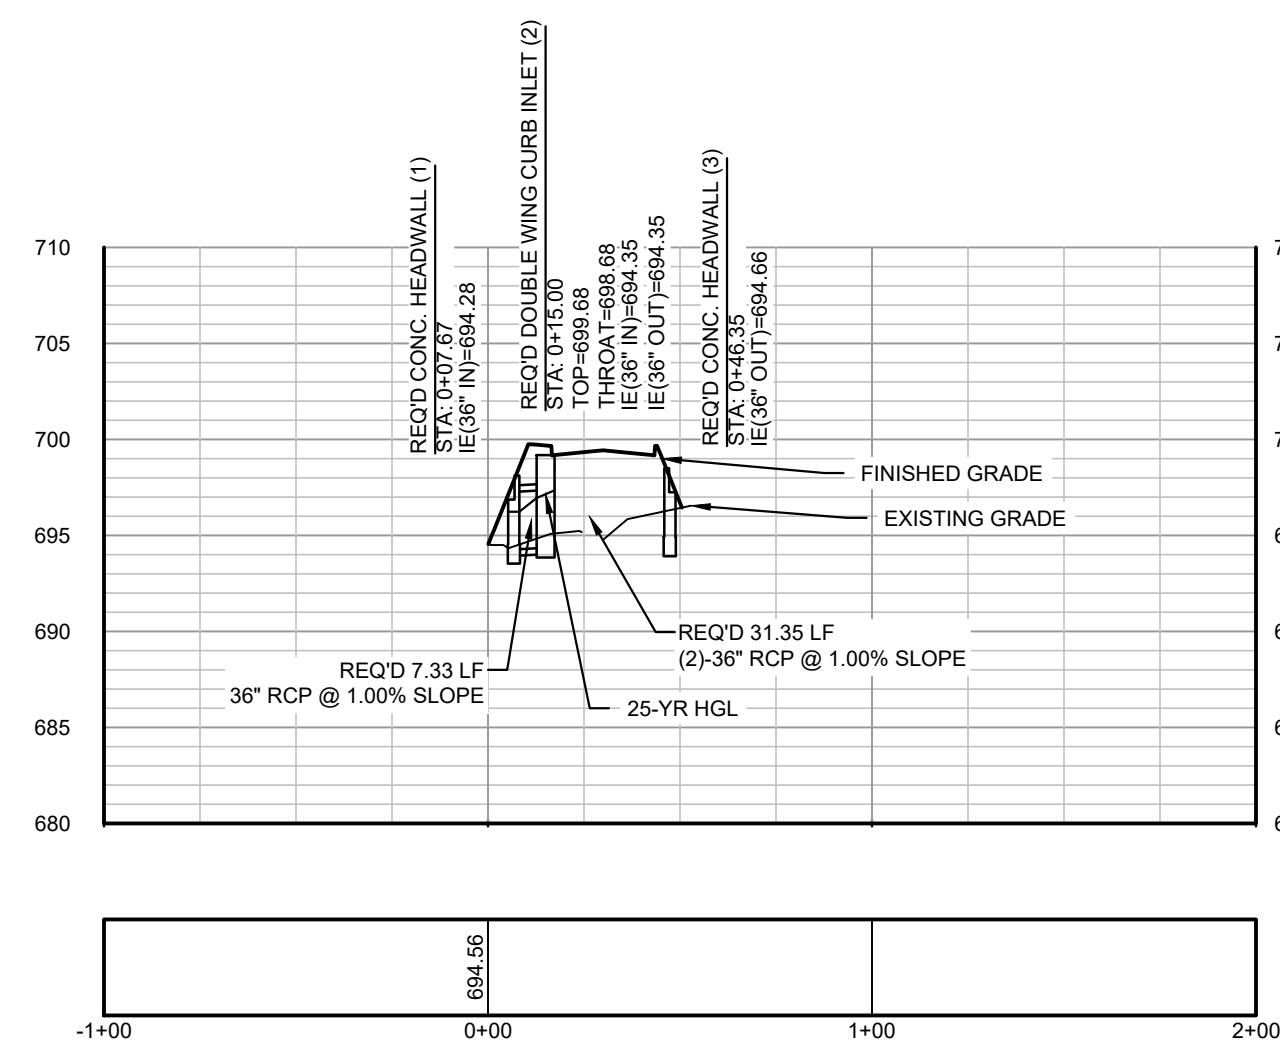 REQ'D CONC. HEADWALL (1)
STA: 0+07.67
IE(36" IN)=694.28
REQ'D DOUBLE WING CURB INLET (2)
STA: 0+15.00
TOP=699.68
THROAT=698.68
IE(36" IN)=694.35
IE(36" OUT)=694.35
REQ'D CONC. HEADWALL (3)
STA: 0+46.35
IE(36" OUT)=694.66
710
705
700
695
690
685
680
FINISHED GRADE
EXISTING GRADE
REQ'D 31.35 LF
(2)-36" RCP @ 1.00% SLOPE
REQ'D 7.33 LF
36" RCP @ 1.00% SLOPE
25-YR HGL
694.56
-1+00
0+00
1+00
2+00